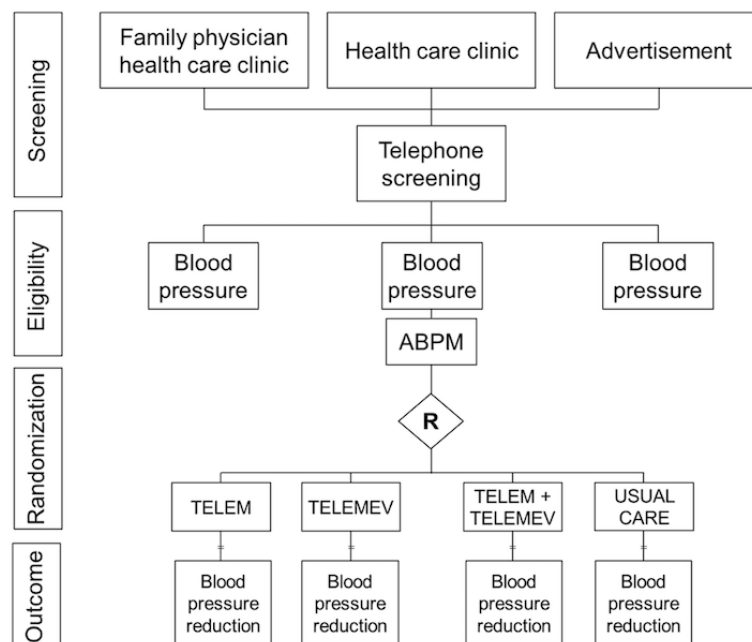 Screening
Family physician
health care clinic
Health care clinic
Advertisement
Telephone
screening
Eligibility
Blood
pressure
Blood
pressure
Blood
pressure
ABPM
Randomization
R
TELEM
TELEMEV
TELEM +
TELEMEV
USUAL
CARE
Outcome
Blood
pressure
reduction
Blood
pressure
reduction
Blood
pressure
reduction
Blood
pressure
reduction